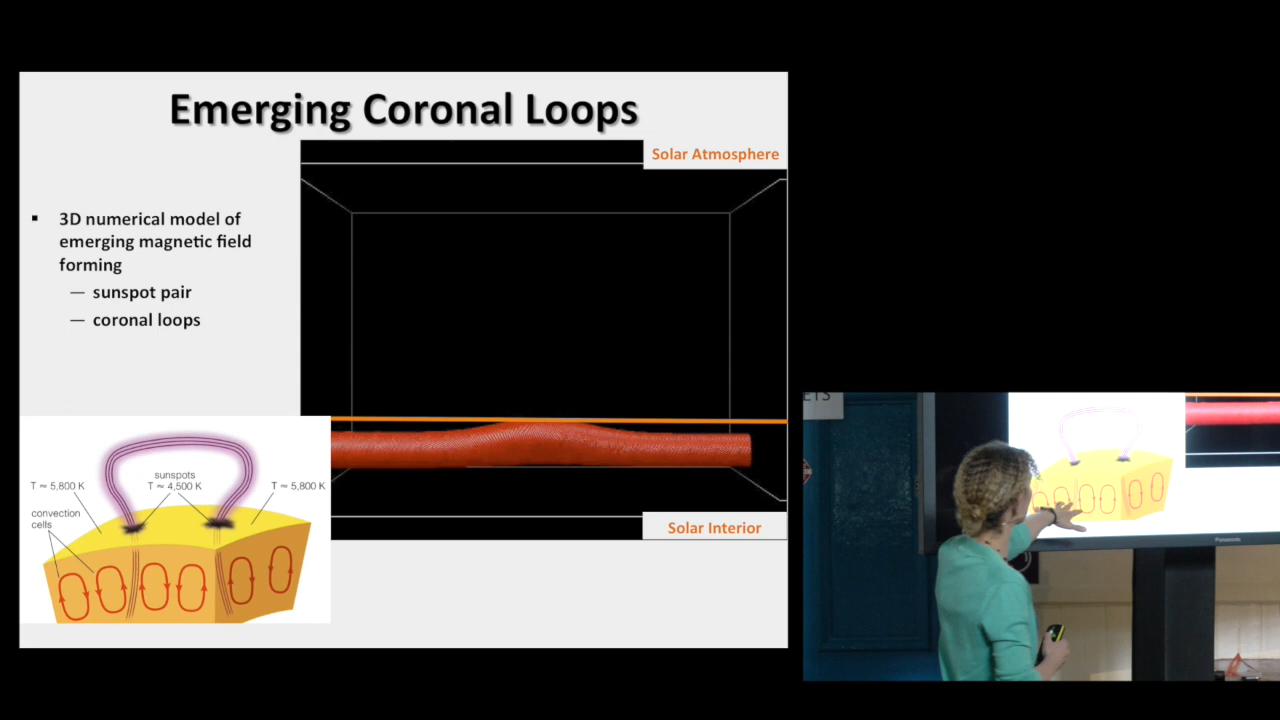 Emerging Coronal Loops
Solar Atmosphere
▪ 3D numerical model of
emerging magnetic field
forming
— sunspot pair
— coronal loops
sunspots
T ≈ 5,800 K
T ≈ 4,500 K
T ≈ 5,800 K
convection
cells
Solar Interior
ETS
Panasonic